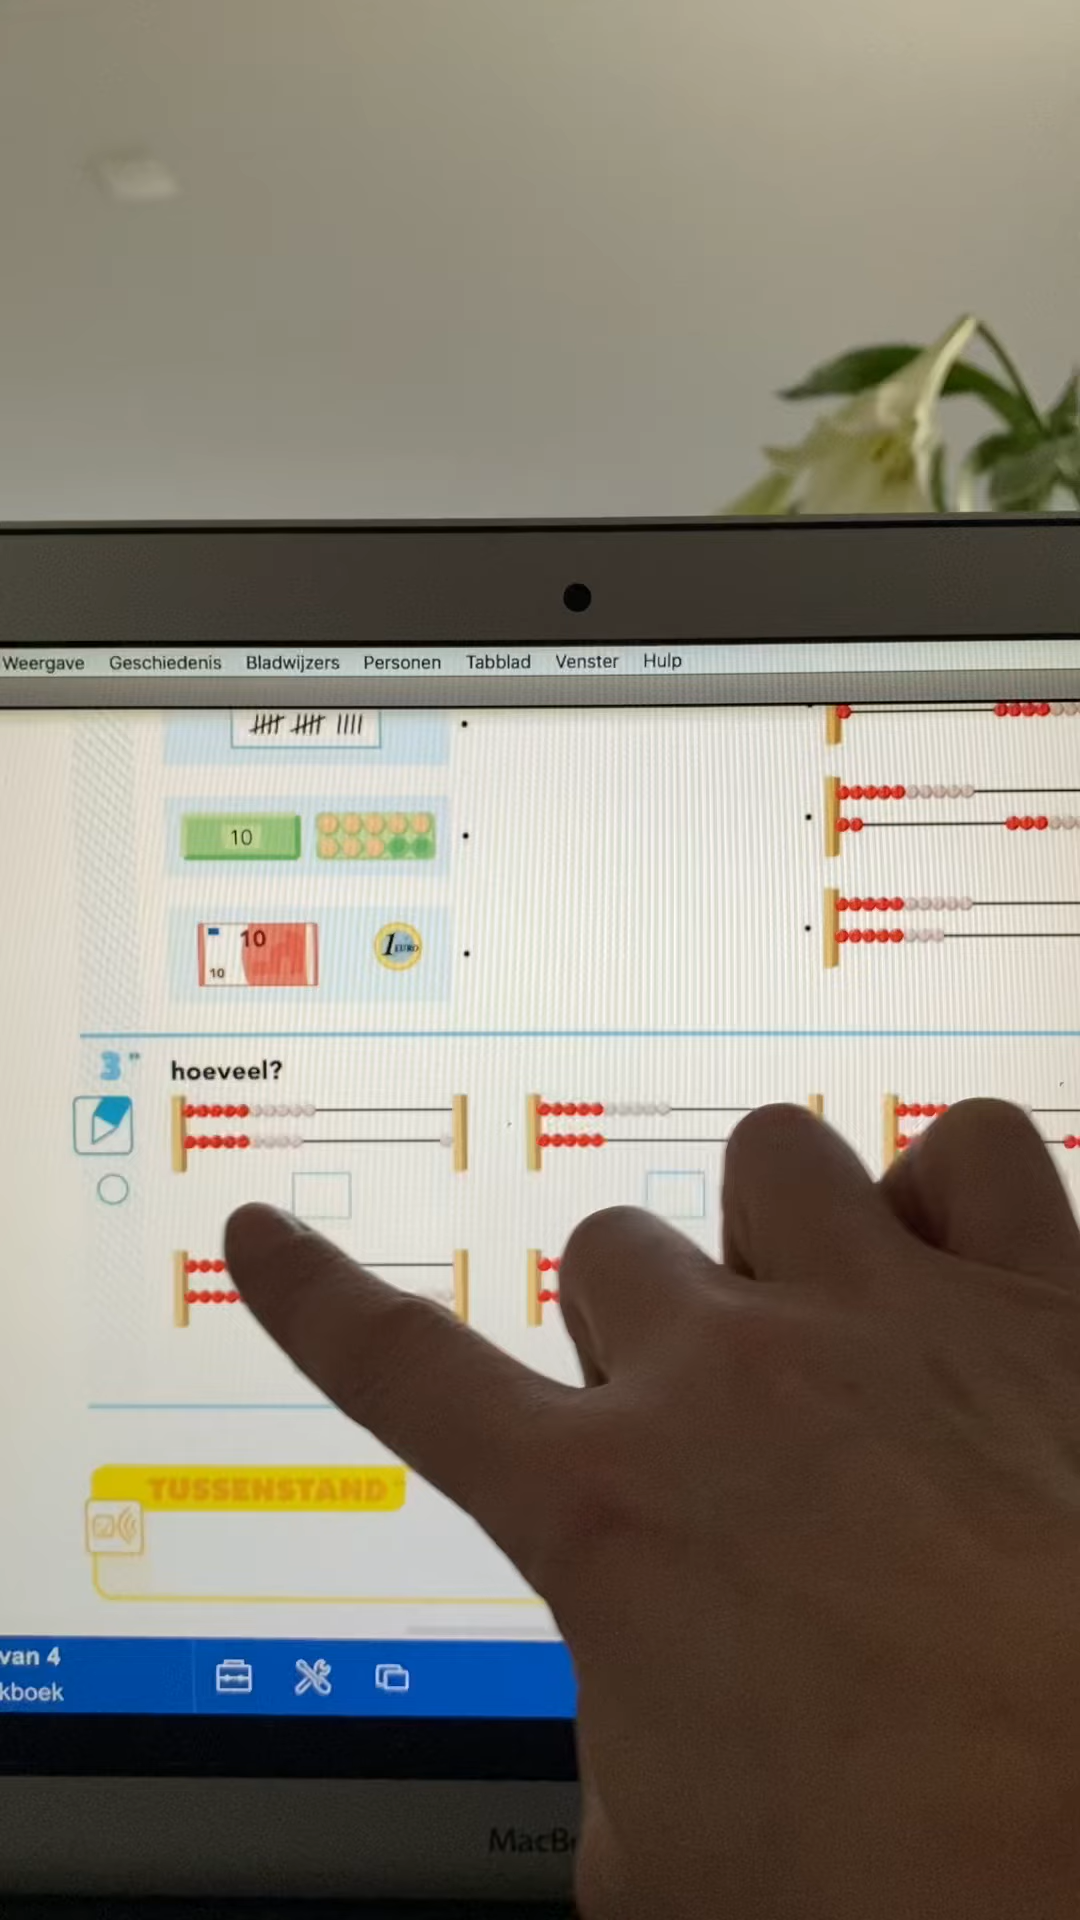 Weergave Geschiedenis Bladwijzers Personen Tabblad Venster Hulp
10
10
10
1 EURO
3
hoeveel?
TUSSENSTAND
van 4
kboek
MacB